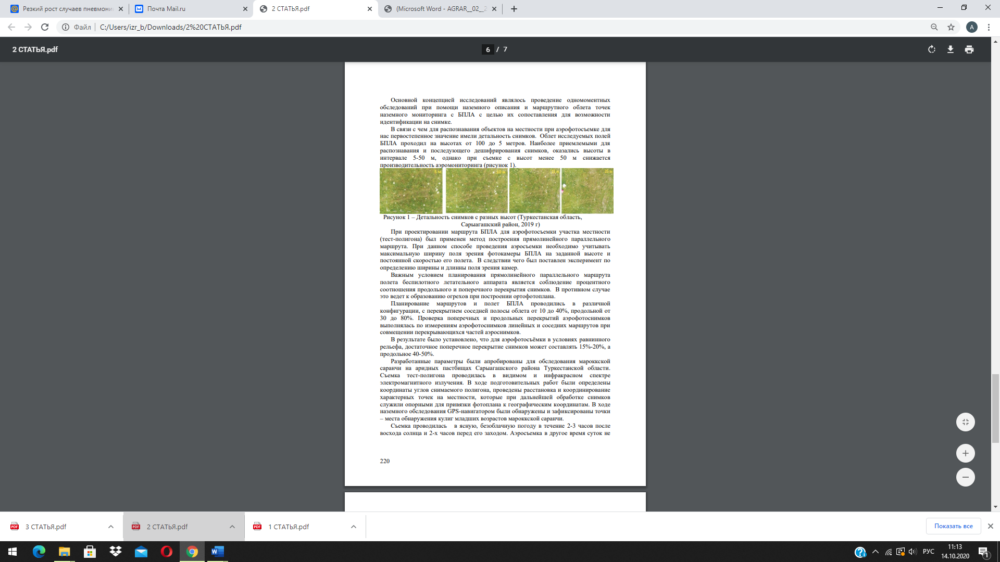 Резкий рост случаев пневмони
Почта Mail.ru
2 СТАТЬЯ.pdf
(Microsoft Word - AGRAR__02__2
Файл
C:/Users/izr_b/Downloads/2%20СТАТЬЯ.pdf
A
2 СТАТЬЯ.pdf
6 / 7
Основной концепцией исследований являлось проведение одномоментных
обследований при помощи наземного описания и маршрутного облета точек
наземного мониторинга с БПЛА с целью их сопоставления для возможности
идентификации на снимке.
В связи с чем для распознавания объектов на местности при аэрофотосъемке для
нас первостепенное значение имели детальность снимков. Облет исследуемых полей
БПЛА проходил на высотах от 100 до 5 метров. Наиболее приемлемыми для
распознавания и последующего дешифрирования снимков, оказались высоты в
интервале 5-50 м, однако при съемке с высот менее 50 м снижается
производительность аэромониторинга (рисунок 1).
5 м
10 м
15 м
25 м
Рисунок 1 – Детальность снимков с разных высот (Туркестанская область,
Сарыагашский район, 2019 г)
При проектировании маршрута БПЛА для аэрофотосъемки участка местности
(тест-полигона) был применен метод построения прямолинейного параллельного
маршрута. При данном способе проведения аэросъемки необходимо учитывать
максимальную ширину поля зрения фотокамеры БПЛА на заданной высоте и
постоянной скоростью его полета. В следствии чего был поставлен эксперимент по
определению ширины и длинны поля зрения камер.
Важным условием планирования прямолинейного параллельного маршрута
полета беспилотного летательного аппарата является соблюдение процентного
соотношения продольного и поперечного перекрытия снимков. В противном случае
это ведет к образованию огрехов при построении ортофотоплана.
Планирование маршрутов и полет БПЛА проводились в различной
конфигурации, с перекрытием соседней полосы облета от 10 до 40%, продольной от
30 до 80%. Проверка поперечных и продольных перекрытий аэрофотоснимков
выполнялась по измерениям аэрофотоснимков линейных и соседних маршрутов при
совмещении перекрывающихся частей аэроснимков.
В результате было установлено, что для аэрофотосъёмки в условиях равнинного
рельефа, достаточное поперечное перекрытие снимков может составлять 15%-20%, а
продольное 40-50%.
Разработанные параметры были апробированы для обследования мароккской
саранчи на аридных пастбищах Сарыагашского района Туркестанской области.
Съемка тест-полигона проводилась в видимом и инфракрасном спектре
электромагнитного излучения. В ходе подготовительных работ были определены
координаты углов снимаемого полигона, проведены расстановка и координирование
характерных точек на местности, которые при дальнейшей обработке снимков
служили опорными для привязки фотоплана к географическим координатам. В ходе
наземного обследования GPS-навигатором были обнаружены и зафиксированы точки
– места обнаружения кулиг младших возрастов мароккской саранчи.
Съемка проводилась в ясную, безоблачную погоду в течение 2-3 часов после
восхода солнца и 2-х часов перед его заходом. Аэросъемка в другое время суток не
220
3 СТАТЬЯ.pdf
2 СТАТЬЯ.pdf
1 СТАТЬЯ.pdf
Показать все
РУС
11:13
14.10.2020
1